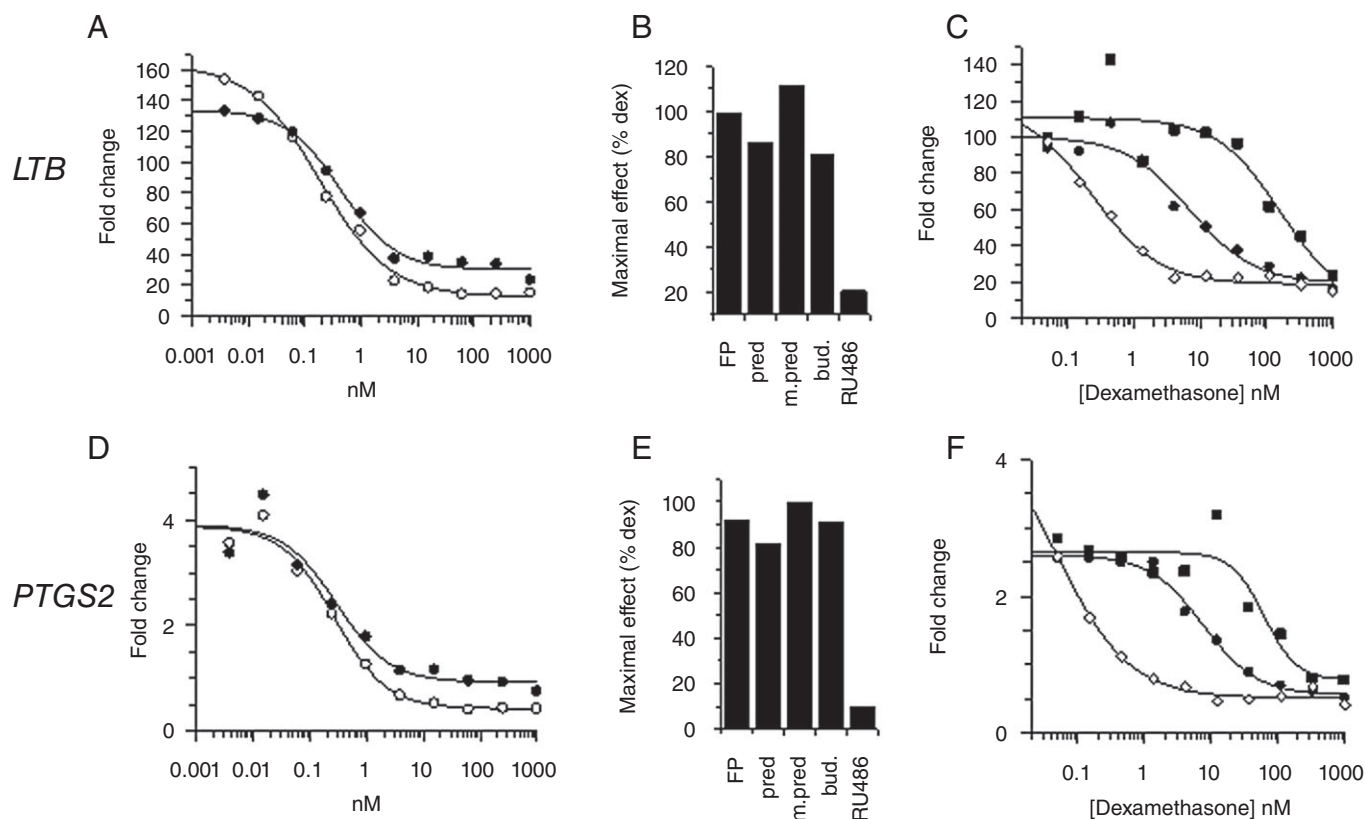 A
B
C
LTB
Fold change
160
140
120
100
80
60
40
20
0
0.001 0.01 0.1 1 10 100 1000
nM
Maximal effect (% dex)
120
100
80
60
40
20
FP
pred
m.pred
bud.
RU486
Fold change
140
120
100
80
60
40
20
0
0.1 1 10 100 1000
[Dexamethasone] nM
D
E
F
PTGS2
Fold change
4
2
0
0.001 0.01 0.1 1 10 100 1000
nM
Maximal effect (% dex)
100
80
60
40
20
0
FP
pred
m.pred
bud.
RU486
Fold change
4
2
0
0.1 1 10 100 1000
[Dexamethasone] nM